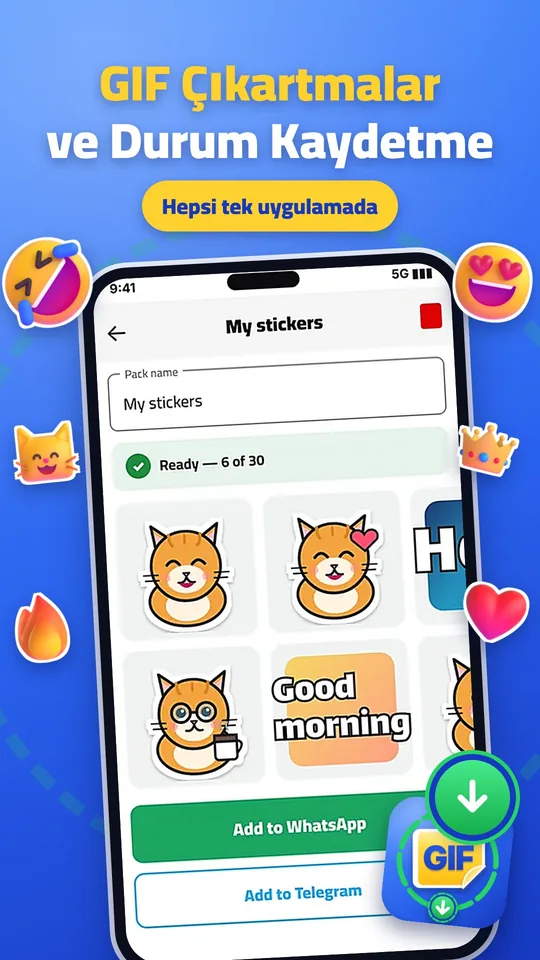 GIF Çıkartmalar
ve Durum Kaydetme
Hepsi tek uygulamada
9:41
5G
My stickers
Pack name
My stickers
Ready — 6 of 30
Good
morning
Add to WhatsApp
Add to Telegram
GIF